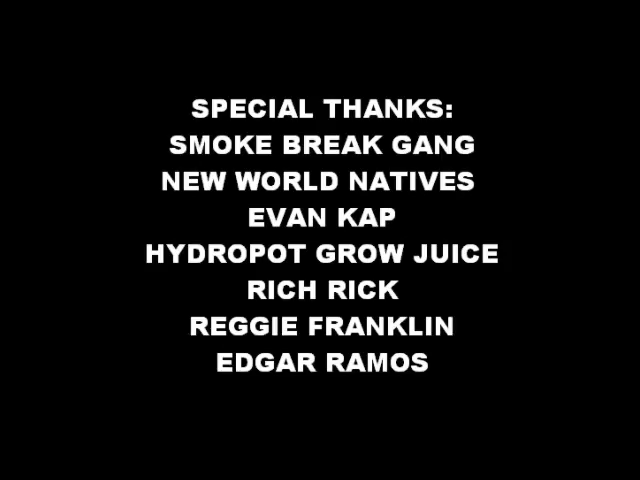 SPECIAL THANKS:
SMOKE BREAK GANG
NEW WORLD NATIVES
EVAN KAP
HYDROPOT GROW JUICE
RICH RICK
REGGIE FRANKLIN
EDGAR RAMOS